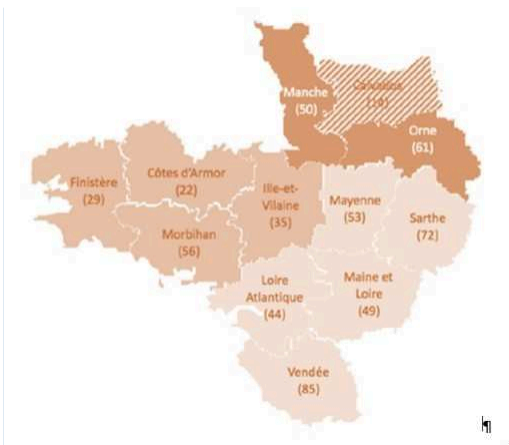 Manche
(50)
Calvados
Orne
(61)
Finistère
(29)
Côtes d'Armor
(22)
Ille-et-
Vilaine
(35)
Mayenne
(53)
Sarthe
(72)
Morbihan
(56)
Loire
Atlantique
(44)
Maine et
Loire
(49)
Vendée
(85)
¶